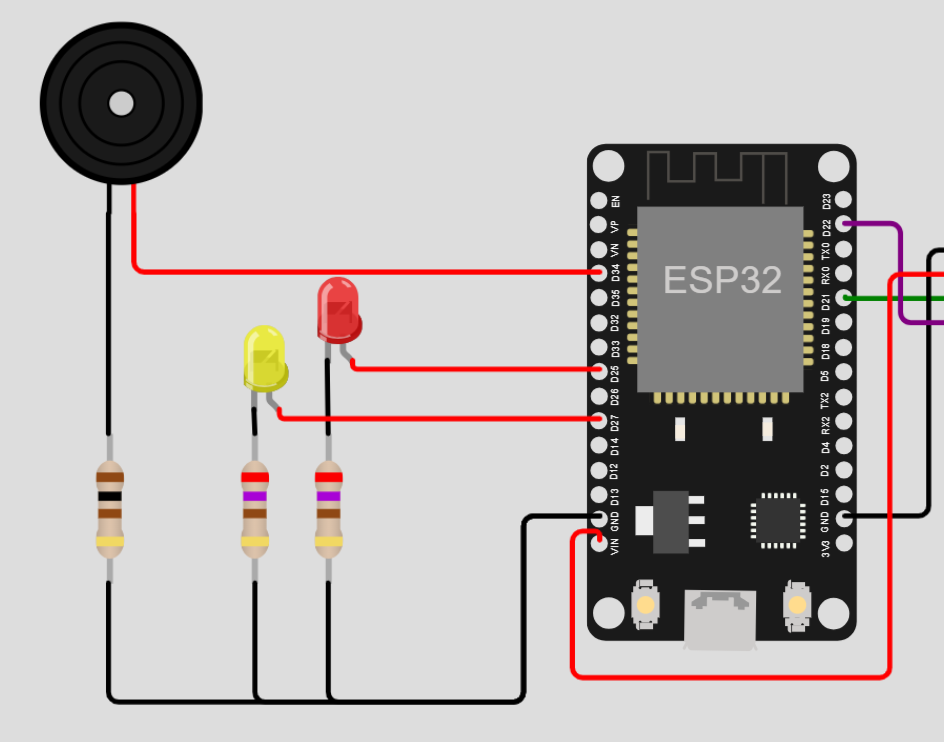 EN
VP
VN
D34
D35
D32
D33
D25
D26
D27
D14
D12
D13
GND
VIN
ESP32
D23
D22
TX0
RX0
D21
D19
D18
D5
TX2
RX2
D4
D2
D15
GND
3V3